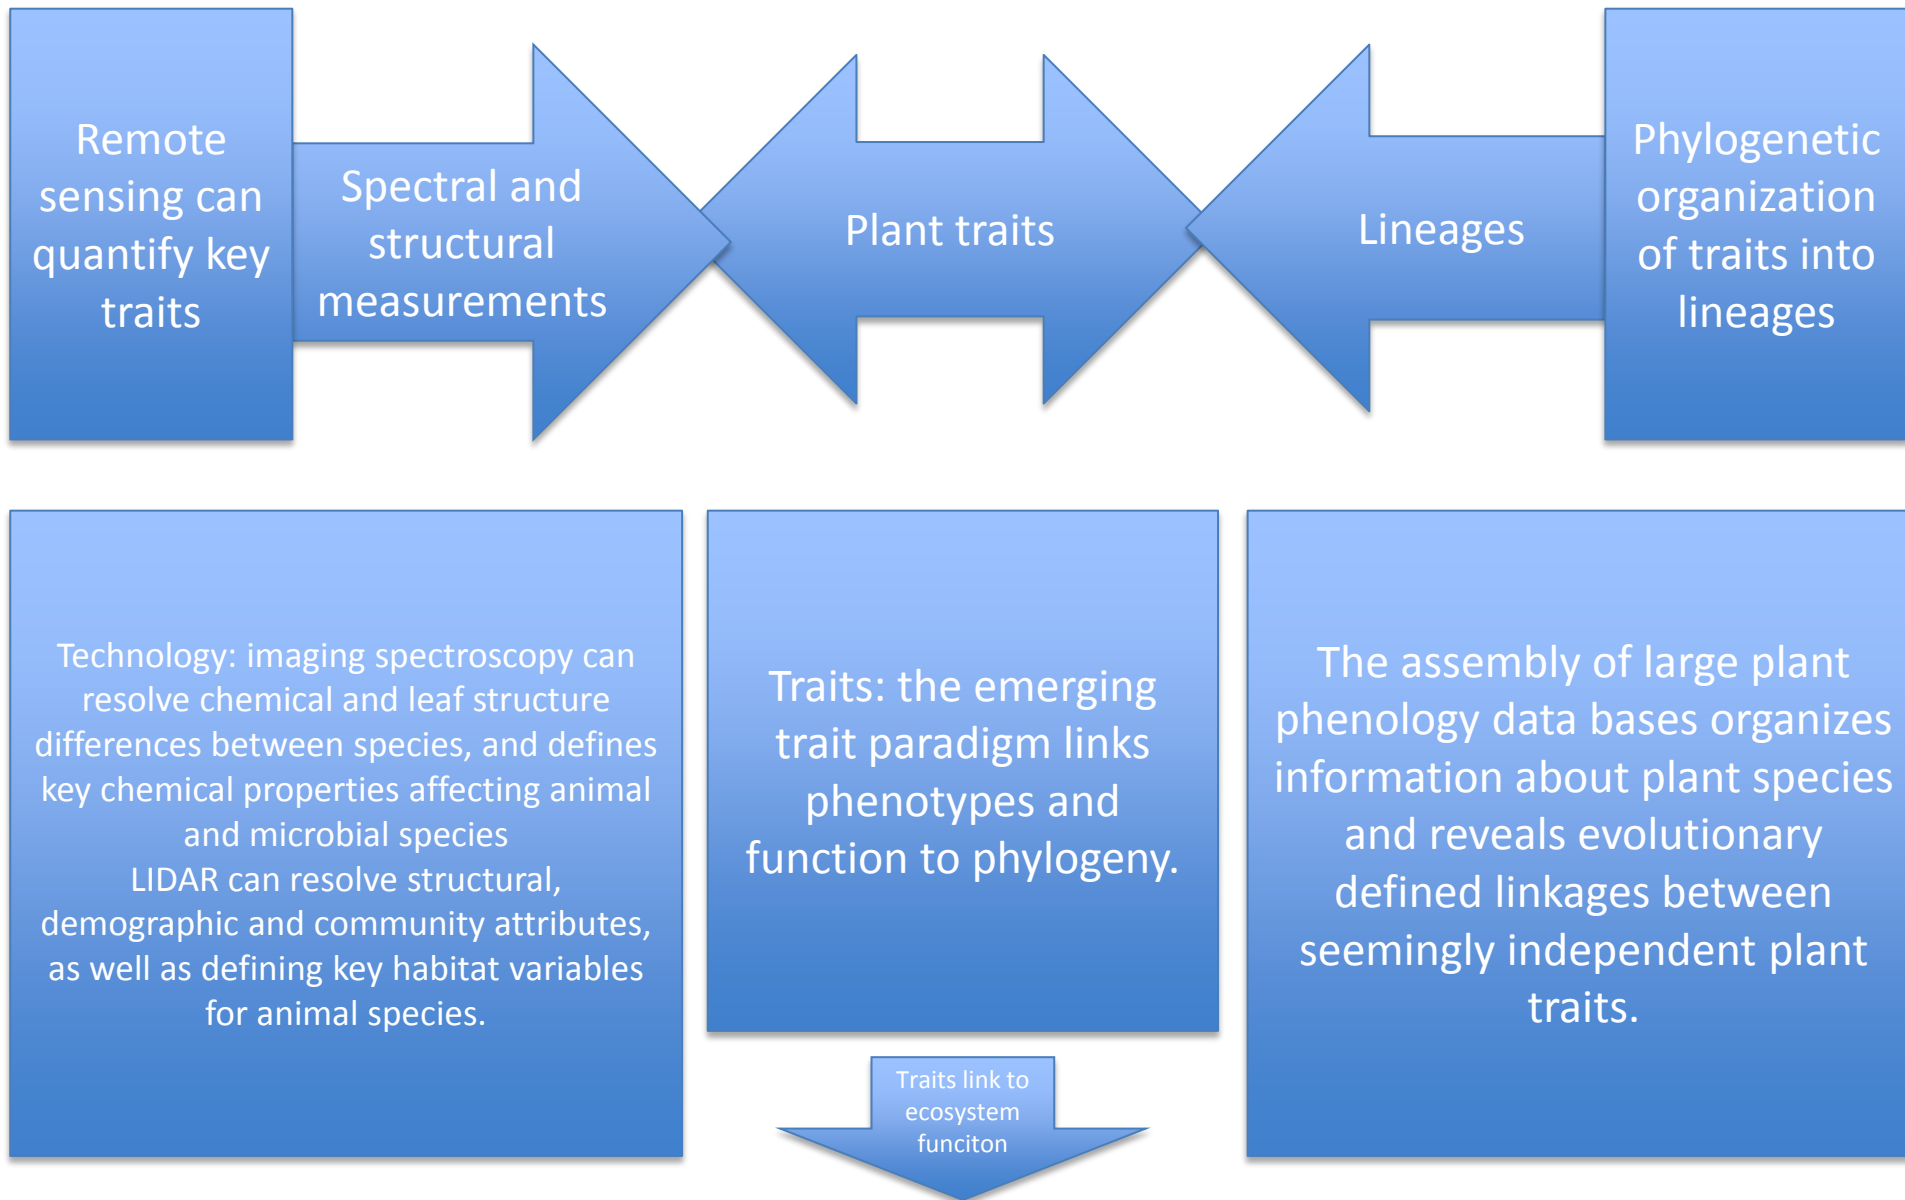 Remote
sensing can
quantify key
traits
Spectral and
structural
measurements
Plant traits
Lineages
Phylogenetic
organization
of traits into
lineages
Technology: imaging spectroscopy can
resolve chemical and leaf structure
differences between species, and defines
key chemical properties affecting animal
and microbial species
LIDAR can resolve structural,
demographic and community attributes,
as well as defining key habitat variables
for animal species.
Traits: the emerging
trait paradigm links
phenotypes and
function to phylogeny.
The assembly of large plant
phenology data bases organizes
information about plant species
and reveals evolutionary
defined linkages between
seemingly independent plant
traits.
Traits link to
ecosystem
funciton